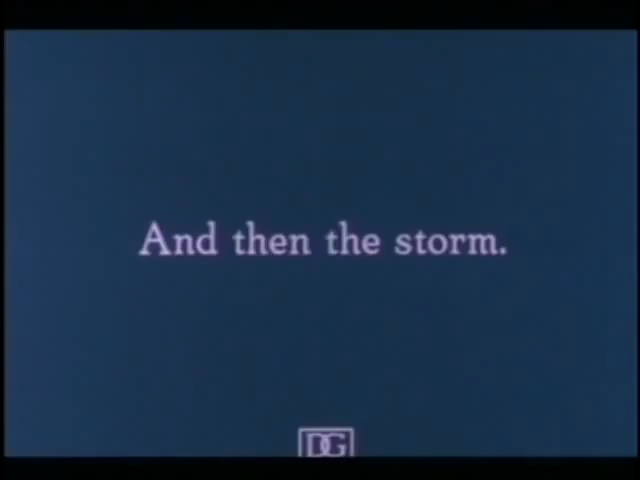 And then the storm.
DG